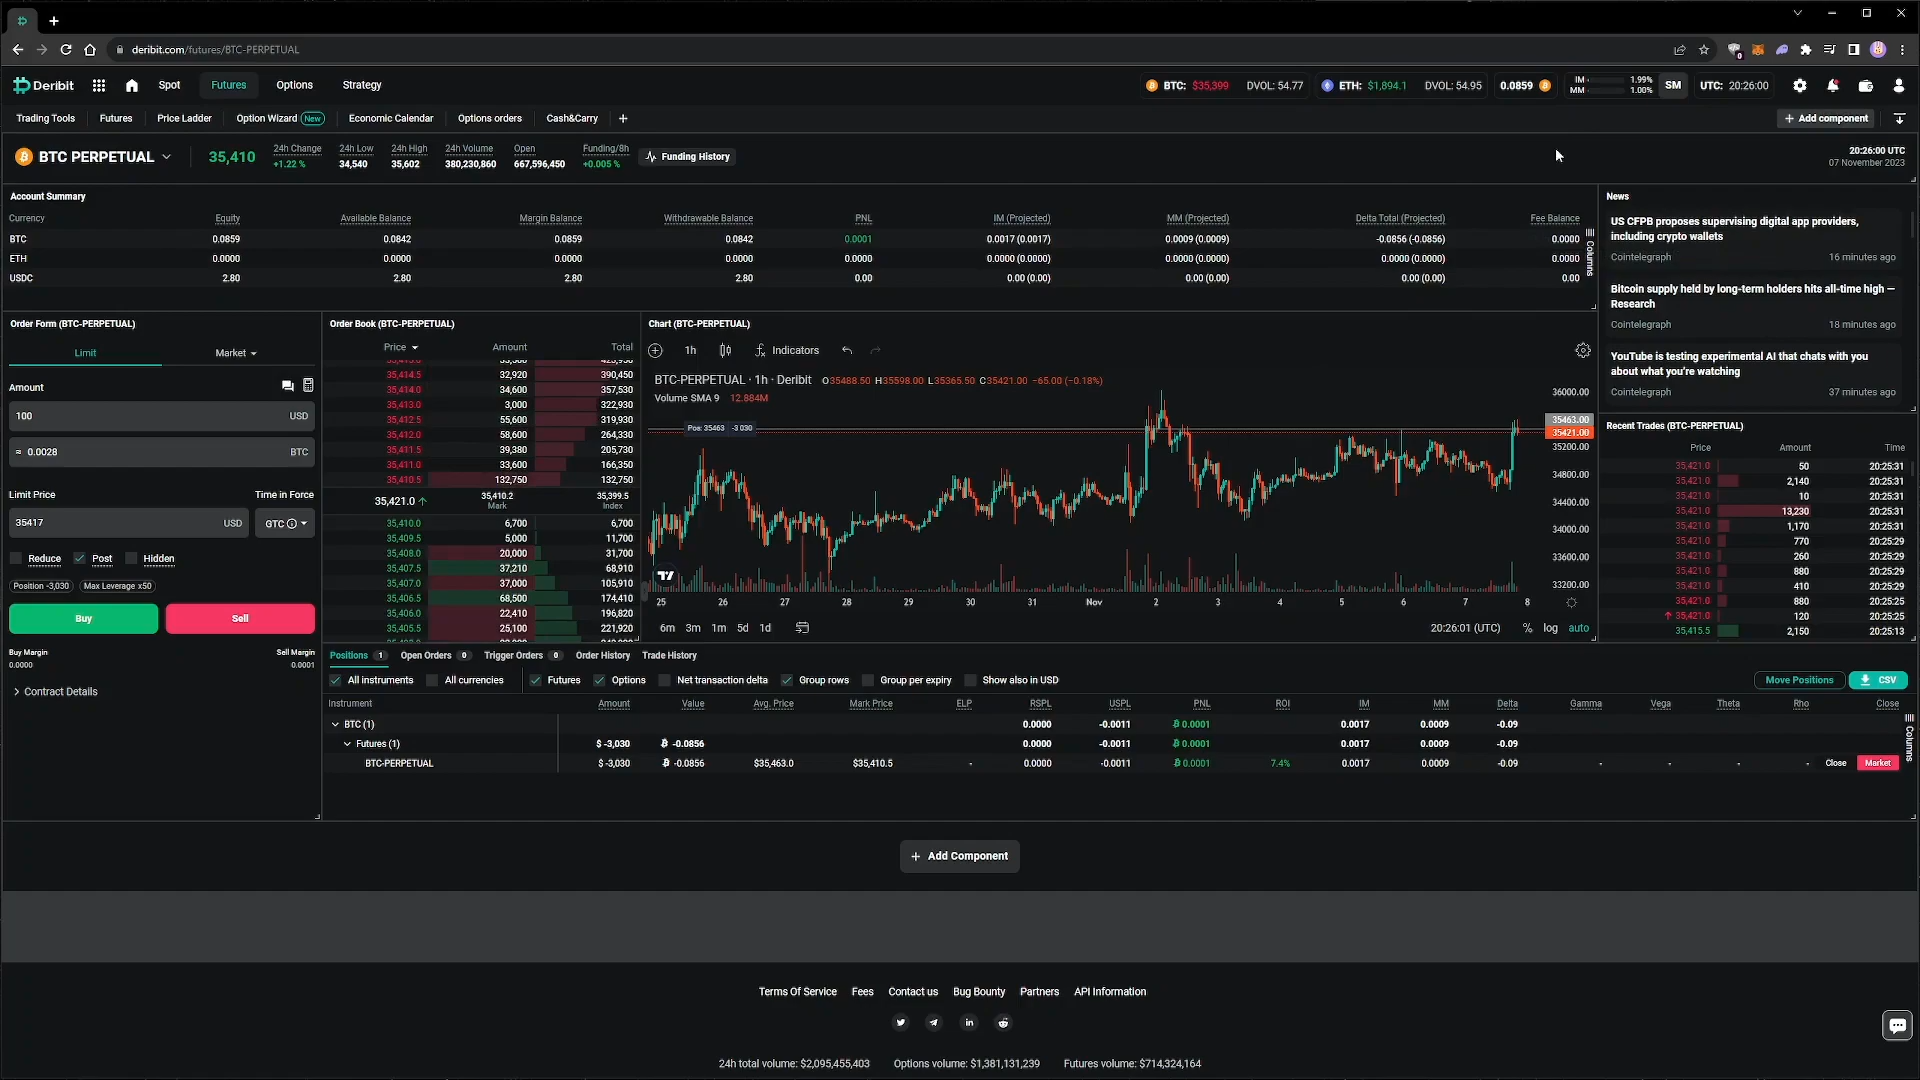 deribit.com/futures/BTC-PERPETUAL
Deribit Spot Futures Options Strategy BTC: $35,399 DVOL: 54.77 ETH: $1,894.1 DVOL: 54.95 0.0859 IM 1.99% MM 1.00% SM UTC: 20:26:00
Trading Tools Futures Price Ladder Option Wizard New Economic Calendar Options orders Cash&Carry + + Add component
BTC PERPETUAL 35,410
24h Change +1.22 %
24h Low 34,540
24h High 35,602
24h Volume 380,230,860
Open 667,596,450
Funding/8h +0.005 %
Funding History
20:26:00 UTC
07 November 2023
Account Summary
Currency Equity Available Balance Margin Balance Withdrawable Balance PNL IM (Projected) MM (Projected) Delta Total (Projected) Fee Balance
BTC 0.0859 0.0842 0.0859 0.0842 0.0001 0.0017 (0.0017) 0.0009 (0.0009) -0.0856 (-0.0856) 0.0000
ETH 0.0000 0.0000 0.0000 0.0000 0.0000 0.0000 (0.0000) 0.0000 (0.0000) 0.0000 (0.0000) 0.0000
USDC 2.80 2.80 2.80 2.80 0.00 0.00 (0.00) 0.00 (0.00) 0.00 (0.00) 0.00
Columns
News
US CFPB proposes supervising digital app providers,
including crypto wallets
Cointelegraph 16 minutes ago
Bitcoin supply held by long-term holders hits all-time high —
Research
Cointelegraph 18 minutes ago
YouTube is testing experimental AI that chats with you
about what you're watching
Cointelegraph 37 minutes ago
Order Form (BTC-PERPETUAL)
Limit Market
Amount
100 USD
≈ 0.0028 BTC
Limit Price Time in Force
35417 USD GTC
Reduce Post Hidden
Position -3,030 Max Leverage x50
Buy Sell
Buy Margin Sell Margin
0.0000 0.0001
Contract Details
Order Book (BTC-PERPETUAL)
Price Amount Total
35,414.5 32,920 390,450
35,414.0 34,600 357,530
35,413.0 3,000 322,930
35,412.5 55,600 319,930
35,412.0 58,600 264,330
35,411.5 39,380 205,730
35,411.0 33,600 166,350
35,410.5 132,750 132,750
35,421.0 35,410.2 35,399.5
Mark Index
35,410.0 6,700 6,700
35,409.5 5,000 11,700
35,408.0 20,000 31,700
35,407.5 37,210 68,910
35,407.0 37,000 105,910
35,406.5 68,500 174,410
35,406.0 22,410 196,820
35,405.5 25,100 221,920
Chart (BTC-PERPETUAL)
1h Indicators
BTC-PERPETUAL · 1h · Deribit O35488.50 H35598.00 L35365.50 C35421.00 −65.00 (−0.18%)
Volume SMA 9 12.884M
Pos: 35463 -3 030
36000.00
35463.00
35421.00
35200.00
34800.00
34400.00
34000.00
33600.00
33200.00
25 26 27 28 29 30 31 Nov 2 3 4 5 6 7 8
6m 3m 1m 5d 1d 20:26:01 (UTC) % log auto
Recent Trades (BTC-PERPETUAL)
Price Amount Time
35,421.0 50 20:25:31
35,421.0 2,140 20:25:31
35,421.0 10 20:25:31
35,421.0 13,230 20:25:31
35,421.0 1,170 20:25:31
35,421.0 770 20:25:29
35,421.0 260 20:25:29
35,421.0 880 20:25:29
35,421.0 410 20:25:29
35,421.0 880 20:25:25
35,421.0 120 20:25:25
35,415.5 2,150 20:25:13
Positions 1 Open Orders 0 Trigger Orders 0 Order History Trade History
All instruments All currencies Futures Options Net transaction delta Group rows Group per expiry Show also in USD Move Positions CSV
Instrument Amount Value Avg. Price Mark Price ELP RSPL USPL PNL ROI IM MM Delta Gamma Vega Theta Rho Close
BTC (1) 0.0000 -0.0011 ₿ 0.0001 0.0017 0.0009 -0.09
Futures (1) $ -3,030 ₿ -0.0856 0.0000 -0.0011 ₿ 0.0001 0.0017 0.0009 -0.09
BTC-PERPETUAL $ -3,030 ₿ -0.0856 $35,463.0 $35,410.5 - 0.0000 -0.0011 ₿ 0.0001 7.4% 0.0017 0.0009 -0.09 - - - - Close Market
Columns
+ Add Component
Terms Of Service Fees Contact us Bug Bounty Partners API Information
24h total volume: $2,095,455,403 Options volume: $1,381,131,239 Futures volume: $714,324,164